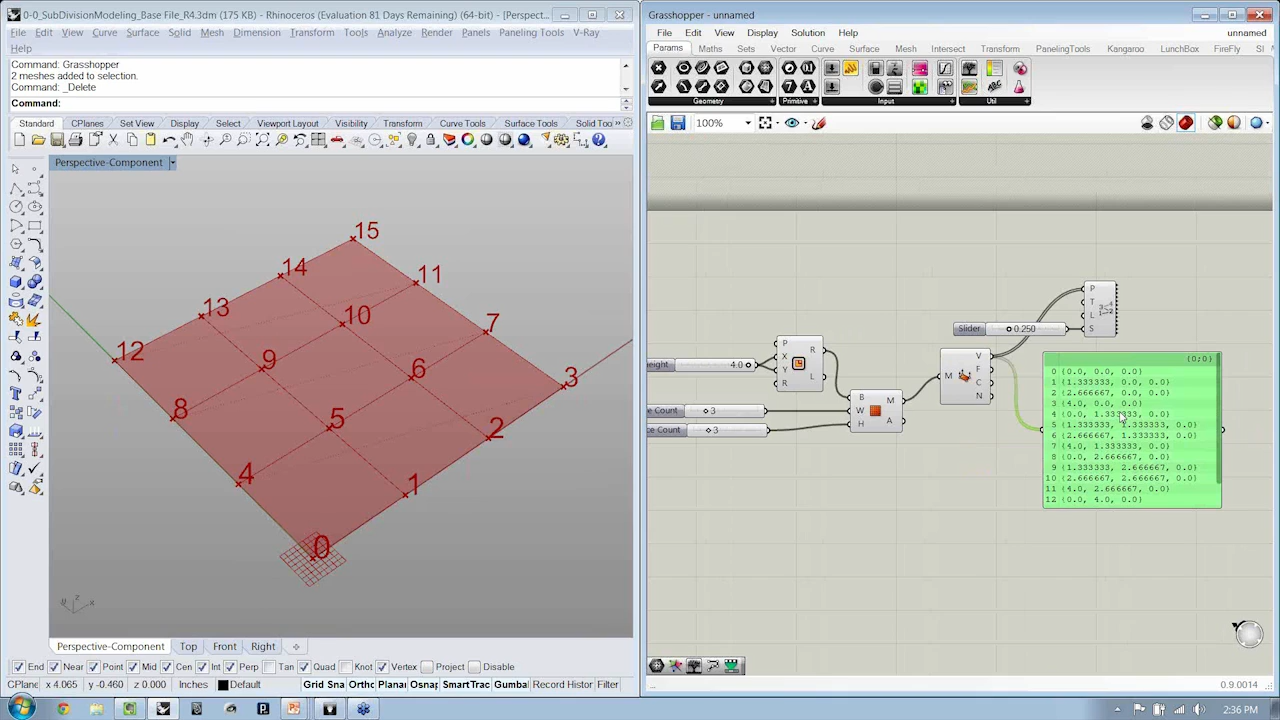 0-0_SubDivisionModeling_Base File_R4.3dm (175 KB) - Rhinoceros (Evaluation 81 Days Remaining) (64-bit) - [Perspect...
File Edit View Curve Surface Solid Mesh Dimension Transform Tools Analyze Render Panels Paneling Tools V-Ray
Help
Command: Grasshopper
2 meshes added to selection.
Command: _Delete
Command:
Standard CPlanes Set View Display Select Viewport Layout Visibility Transform Curve Tools Surface Tools Solid Too
Perspective-Component
15
14
11
13
10
7
12
9
6
3
8
5
2
4
1
0
z
x
Perspective-Component Top Front Right
End Near Point Mid Cen Int Perp Tan Quad Knot Vertex Project Disable
CPlane x 4.065 y -0.460 z 0.000 Inches Default Grid Sna Ortho Planar Osnap SmartTrac Gumbal Record Histor Filter
Grasshopper - unnamed
File Edit View Display Solution Help unnamed
Params Maths Sets Vector Curve Surface Mesh Intersect Transform PanelingTools Kangaroo LunchBox FireFly
Geometry Primitive Input Util
100%
P
T
L
S
Slider 0.250
P
X
Y
R
R
L
eight 4.0
B
W
H
M
A
ce Count 3
ce Count 3
M
V
F
C
N
{0;0}
0 {0.0, 0.0, 0.0}
1 {1.333333, 0.0, 0.0}
2 {2.666667, 0.0, 0.0}
3 {4.0, 0.0, 0.0}
4 {0.0, 1.333333, 0.0}
5 {1.333333, 1.333333, 0.0}
6 {2.666667, 1.333333, 0.0}
7 {4.0, 1.333333, 0.0}
8 {0.0, 2.666667, 0.0}
9 {1.333333, 2.666667, 0.0}
10 {2.666667, 2.666667, 0.0}
11 {4.0, 2.666667, 0.0}
12 {0.0, 4.0, 0.0}
0.9.0014
2:36 PM